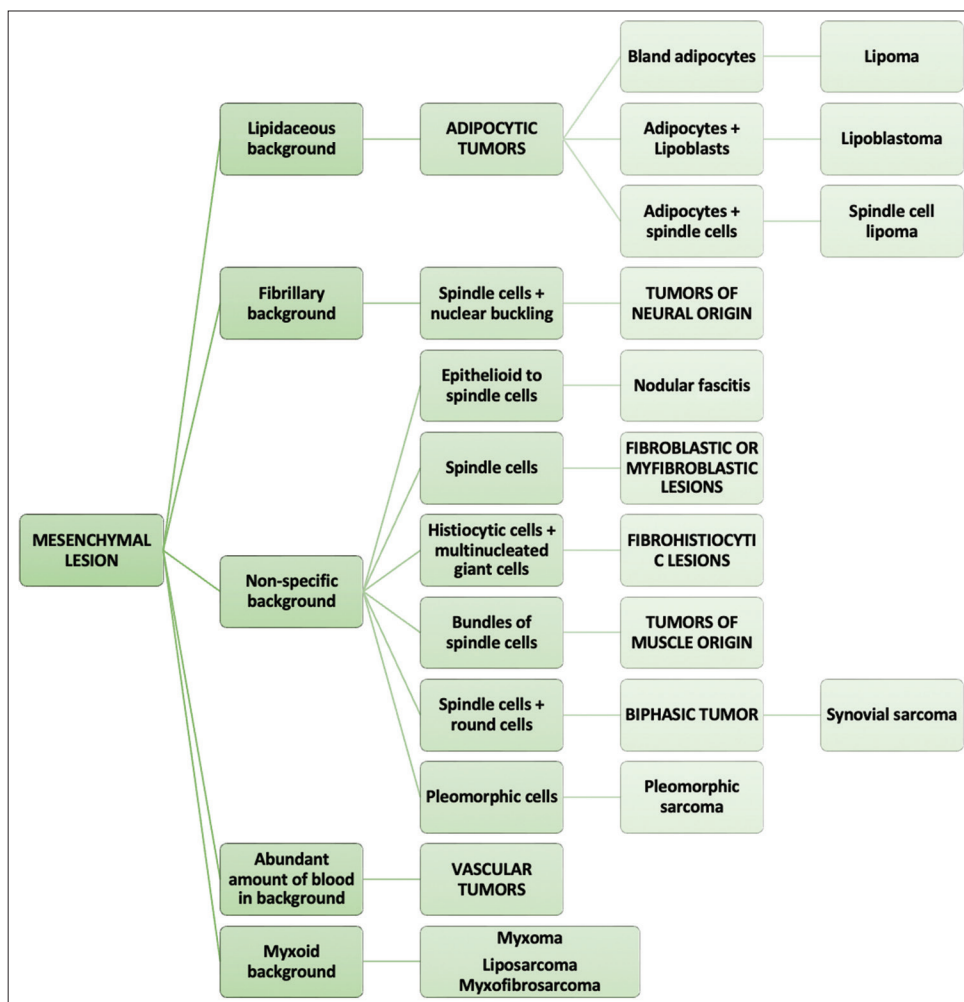 MESENCHYMAL
LESION
Lipidaceous
background
ADIPOCYTIC
TUMORS
Bland adipocytes
Lipoma
Adipocytes +
Lipoblasts
Lipoblastoma
Adipocytes +
spindle cells
Spindle cell
lipoma
Fibrillary
background
Spindle cells +
nuclear buckling
TUMORS OF
NEURAL ORIGIN
Non-specific
background
Epithelioid to
spindle cells
Nodular fascitis
Spindle cells
FIBROBLASTIC OR
MYFIBROBLASTIC
LESIONS
Histiocytic cells +
multinucleated
giant cells
FIBROHISTIOCYTI
C LESIONS
Bundles of
spindle cells
TUMORS OF
MUSCLE ORIGIN
Spindle cells +
round cells
BIPHASIC TUMOR
Synovial sarcoma
Pleomorphic cells
Pleomorphic
sarcoma
Abundant
amount of blood
in background
VASCULAR
TUMORS
Myxoid
background
Myxoma
Liposarcoma
Myxofibrosarcoma